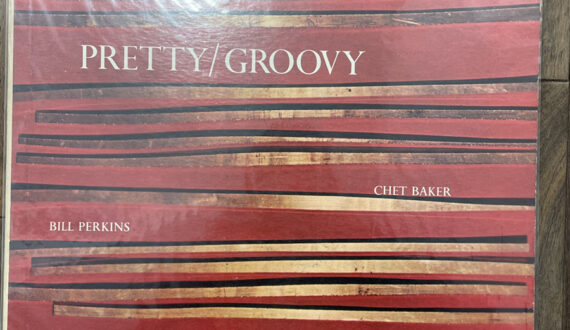 PRETTY/GROOVY
CHET BAKER
BILL PERKINS